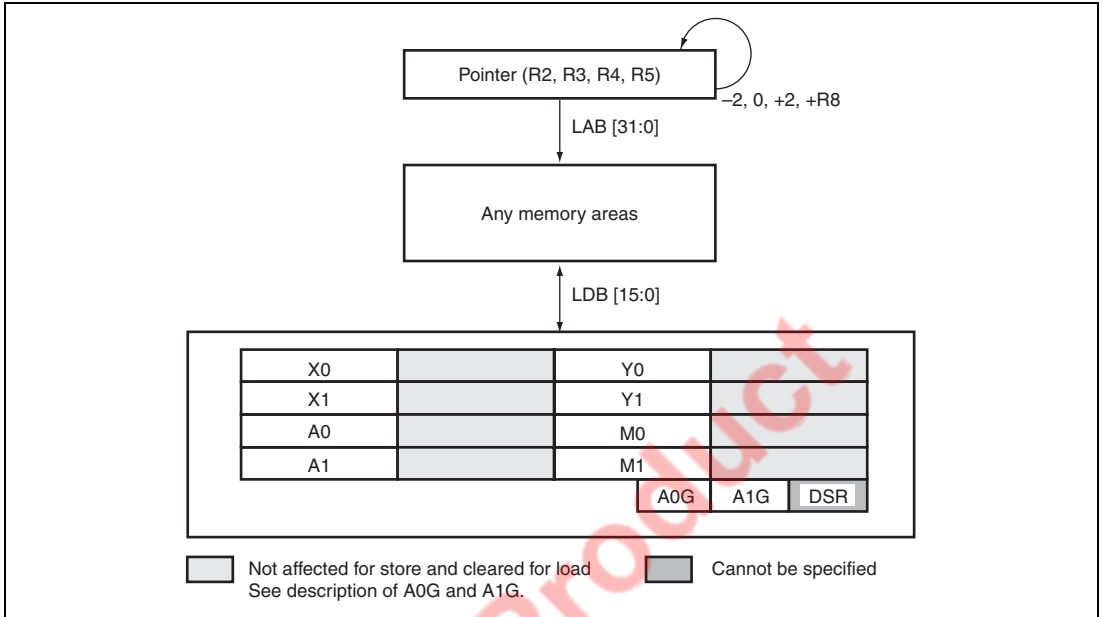 Pointer (R2, R3, R4, R5)
–2, 0, +2, +R8
LAB [31:0]
Any memory areas
LDB [15:0]
X0 Y0
X1 Y1
A0 M0
A1 M1
A0G A1G DSR
Not affected for store and cleared for load
See description of A0G and A1G.
Cannot be specified
Product